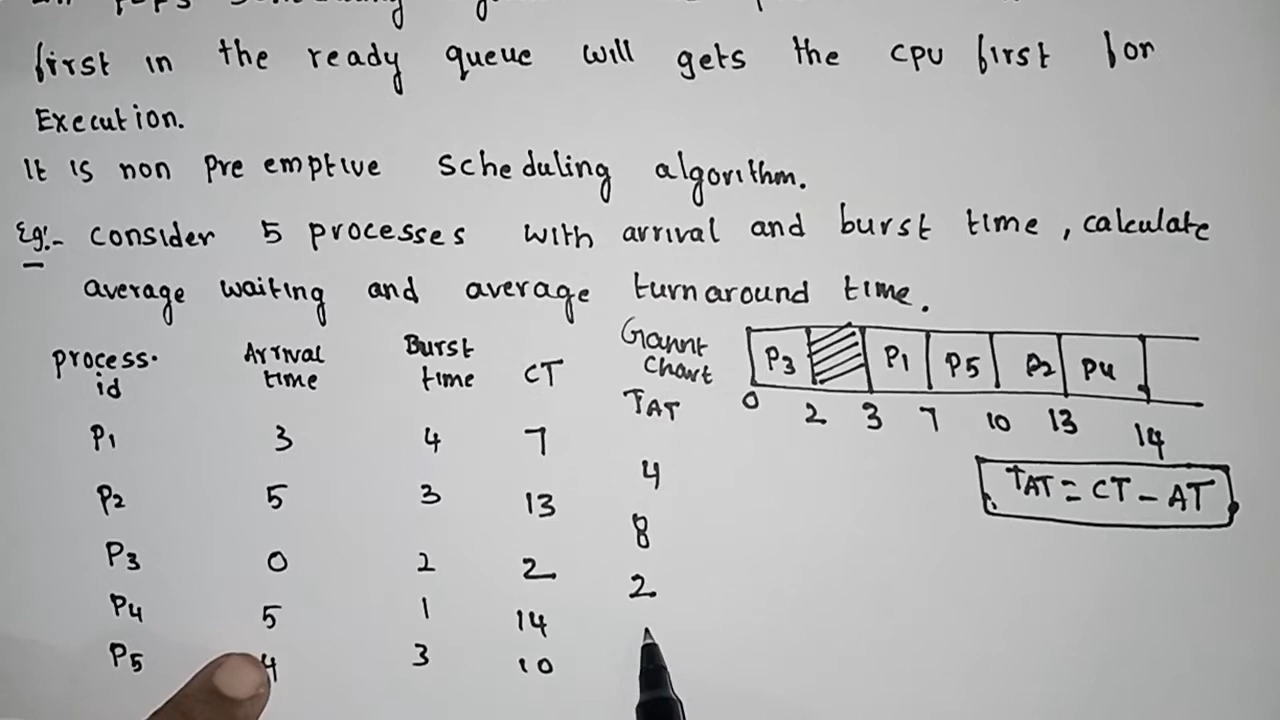 first in the ready queue will gets the CPU first for
Execution.
It is non Pre emptive scheduling algorithm.
Eg:- Consider 5 processes with arrival and burst time, calculate
average waiting and average turnaround time.
Process id Arrival time Burst time CT TAT
P1 3 4 7 4
P2 5 3 13 8
P3 0 2 2 2
P4 5 1 14
P5 4 3 10
Gannt Chart
P3 P1 P5 P2 P4
0 2 3 7 10 13 14
TAT = CT - AT